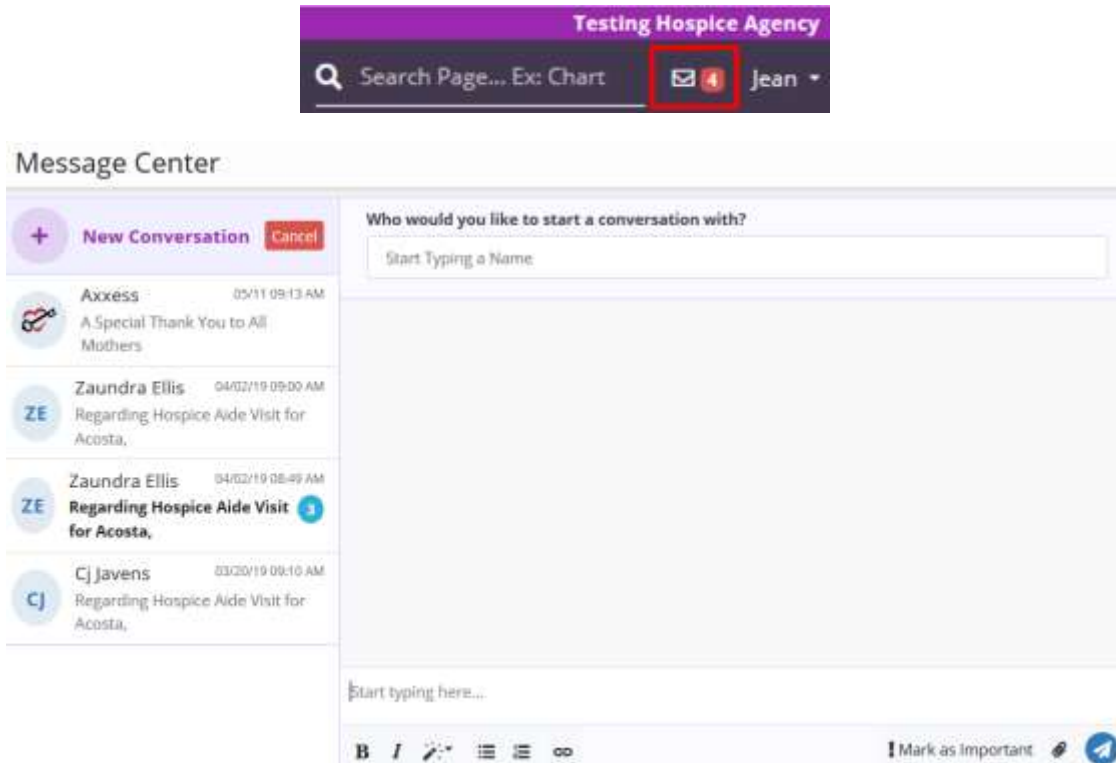 Testing Hospice Agency
Search Page... Ex: Chart
4
Jean
Message Center
+ New Conversation Cancel
Who would you like to start a conversation with?
Start Typing a Name
Axxess 05/11 09:13 AM
A Special Thank You to All
Mothers
ZE
Zaundra Ellis 04/02/19 09:00 AM
Regarding Hospice Aide Visit for
Acosta,
ZE
Zaundra Ellis 04/02/19 08:49 AM
Regarding Hospice Aide Visit 3
for Acosta,
CJ
Cj Javens 03/20/19 09:10 AM
Regarding Hospice Aide Visit for
Acosta,
Start typing here...
B I
! Mark as Important